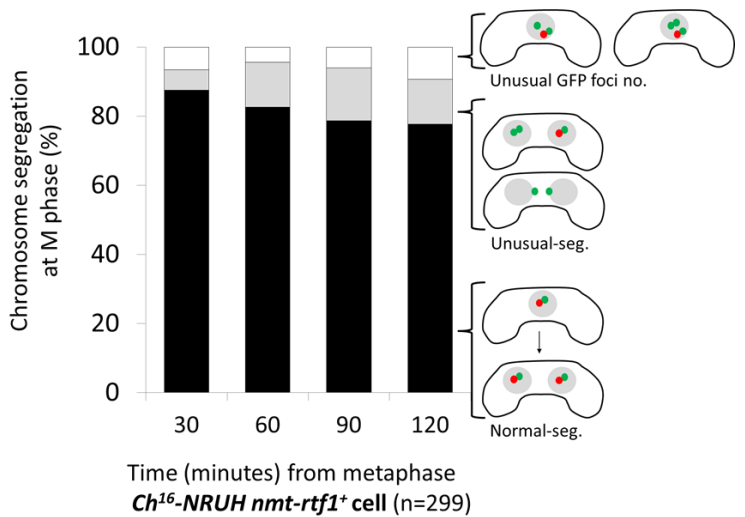 Chromosome segregation
at M phase (%)
100
80
60
40
20
0
30 60 90 120
Time (minutes) from metaphase
Ch16-NRUH nmt-rtf1+ cell (n=299)
Unusual GFP foci no.
Unusual-seg.
Normal-seg.